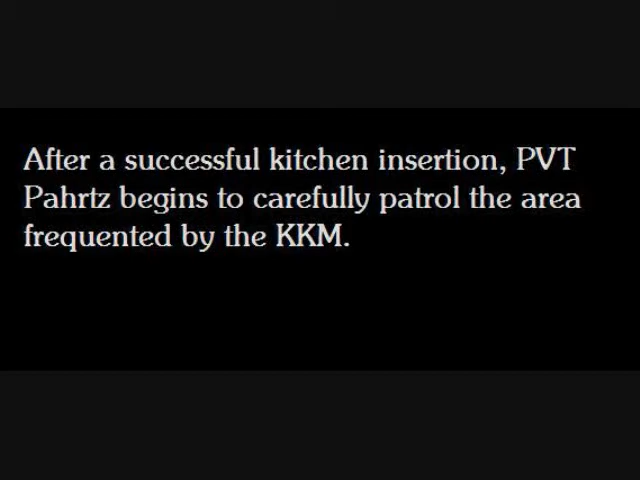 After a successful kitchen insertion, PVT
Pahrtz begins to carefully patrol the area
frequented by the KKM.